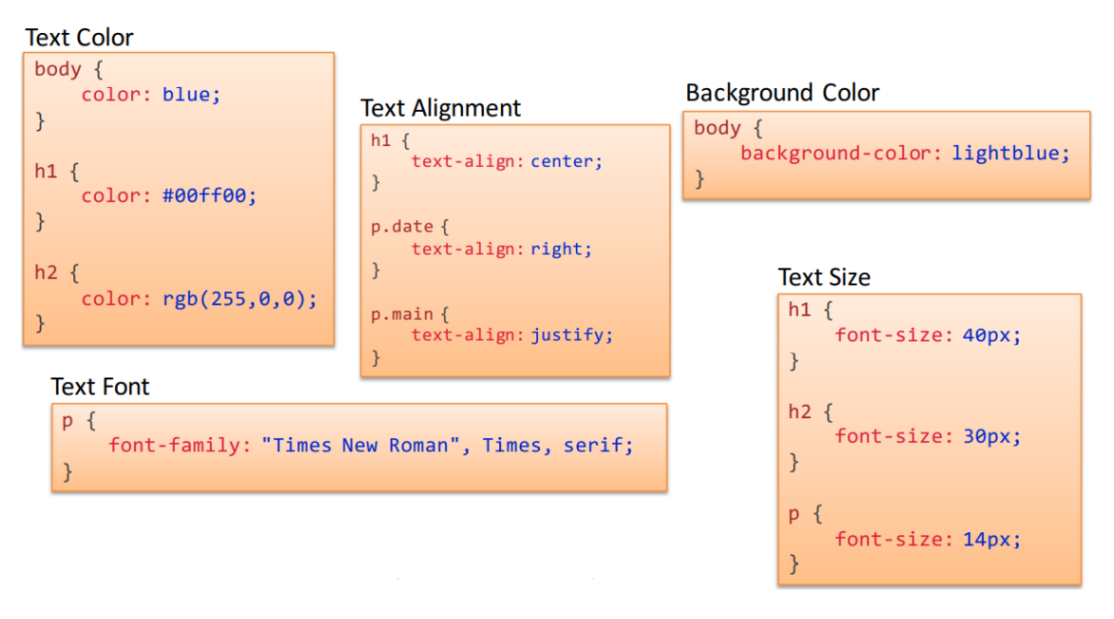 Text Color
body {
color: blue;
}
h1 {
color: #00ff00;
}
h2 {
color: rgb(255,0,0);
}
Text Alignment
h1 {
text-align: center;
}
p.date {
text-align: right;
}
p.main {
text-align: justify;
}
Background Color
body {
background-color: lightblue;
}
Text Font
p {
font-family: "Times New Roman", Times, serif;
}
Text Size
h1 {
font-size: 40px;
}
h2 {
font-size: 30px;
}
p {
font-size: 14px;
}